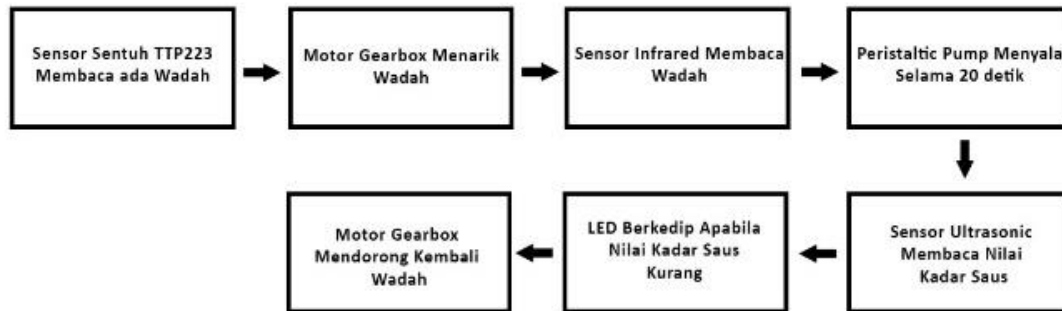 Sensor Sentuh TTP223
Membaca ada Wadah
Motor Gearbox Menarik
Wadah
Sensor Infrared Membaca
Wadah
Peristaltic Pump Menyala
Selama 20 detik
Sensor Ultrasonic
Membaca Nilai
Kadar Saus
LED Berkedip Apabila
Nilai Kadar Saus
Kurang
Motor Gearbox
Mendorong Kembali
Wadah